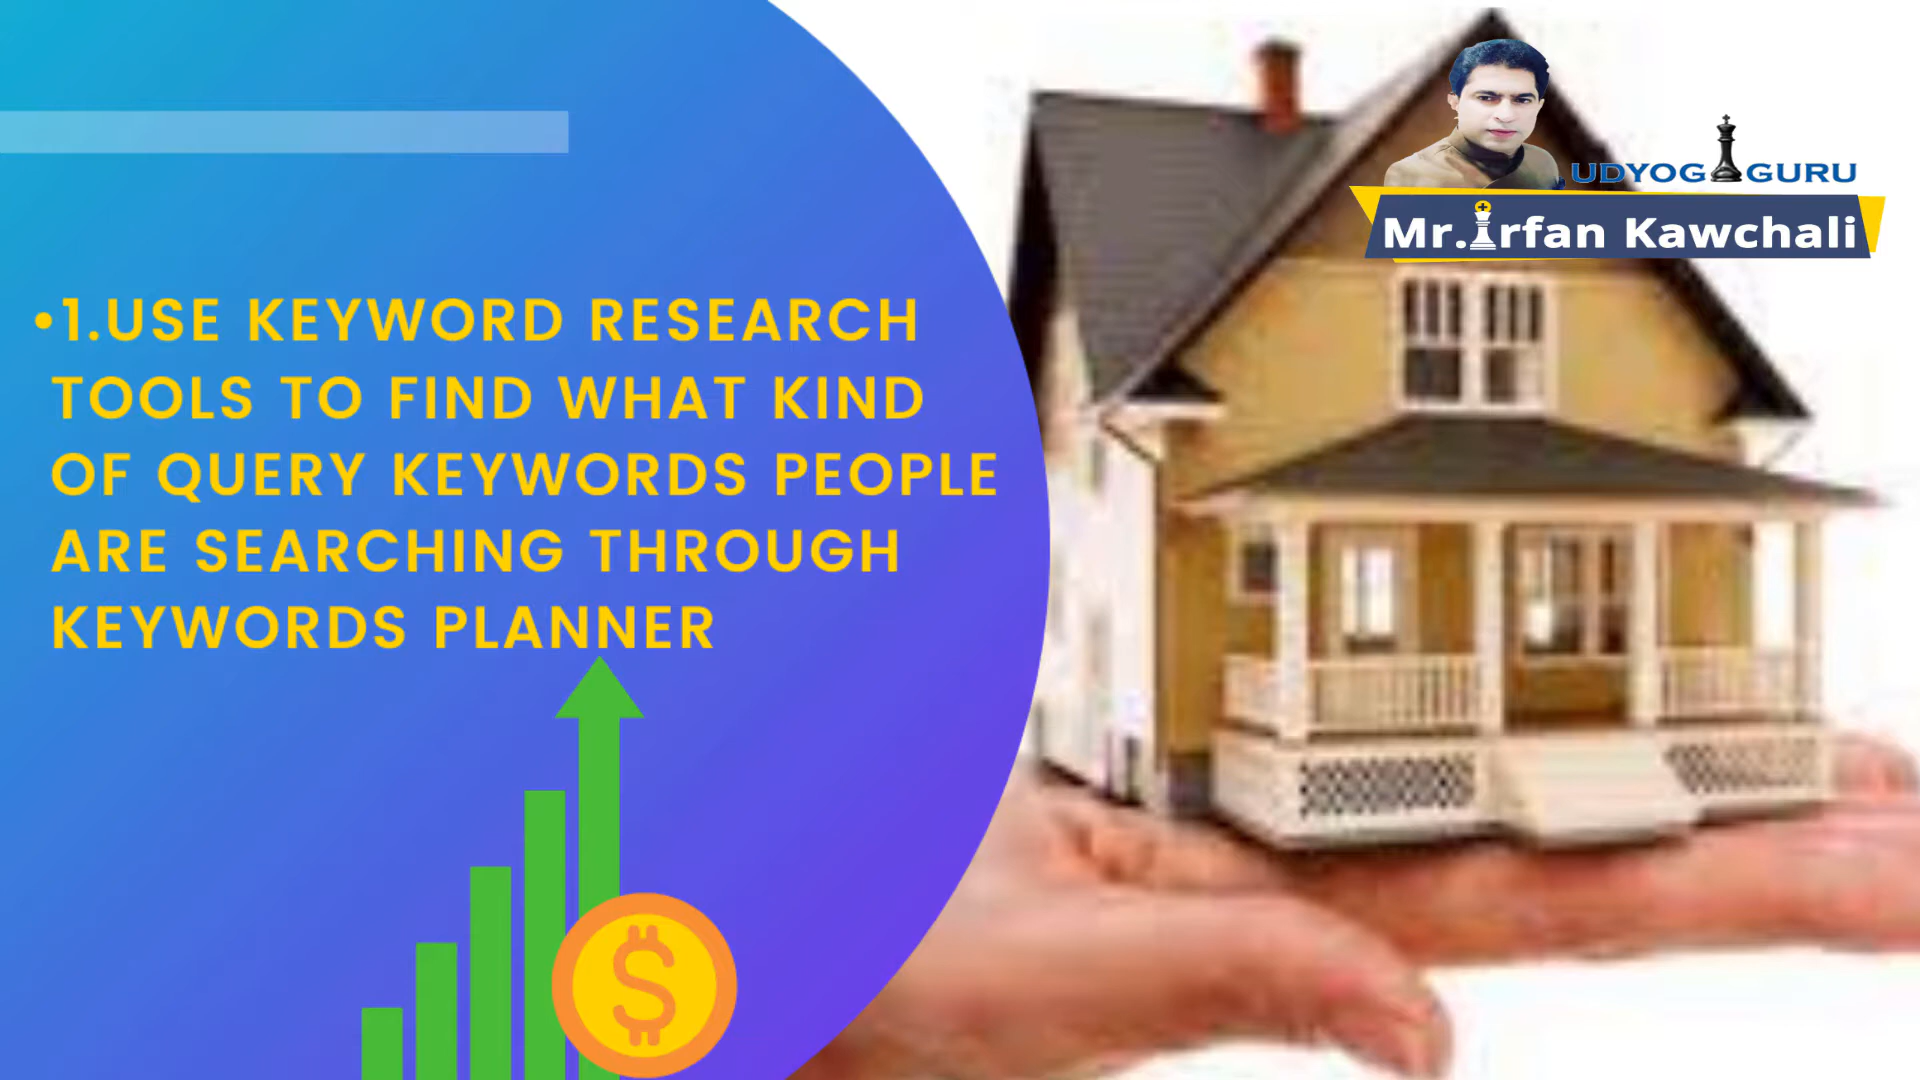 •1.USE KEYWORD RESEARCH
TOOLS TO FIND WHAT KIND
OF QUERY KEYWORDS PEOPLE
ARE SEARCHING THROUGH
KEYWORDS PLANNER
UDYOG GURU
Mr.Irfan Kawchali
$